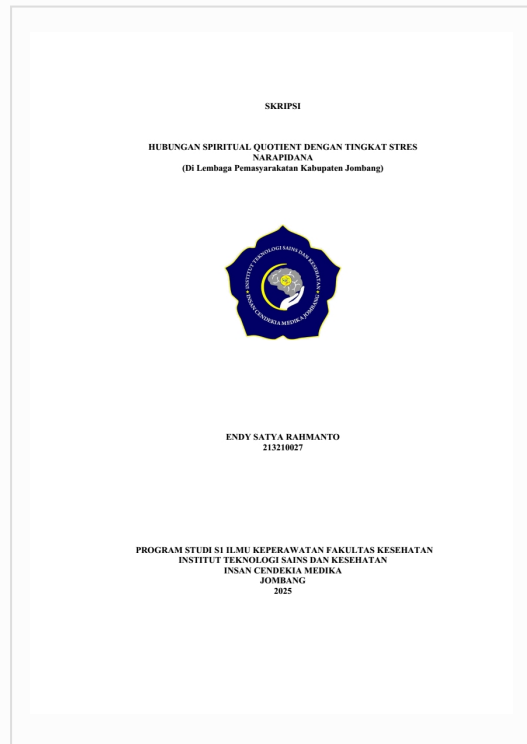 SKRIPSI
HUBUNGAN SPIRITUAL QUOTIENT DENGAN TINGKAT STRES
NARAPIDANA
(Di Lembaga Pemasyarakatan Kabupaten Jombang)
INSTITUT TEKNOLOGI SAINS DAN KESEHATAN
INSAN CENDEKIA MEDIKA JOMBANG
ENDY SATYA RAHMANTO
213210027
PROGRAM STUDI S1 ILMU KEPERAWATAN FAKULTAS KESEHATAN
INSTITUT TEKNOLOGI SAINS DAN KESEHATAN
INSAN CENDEKIA MEDIKA
JOMBANG
2025